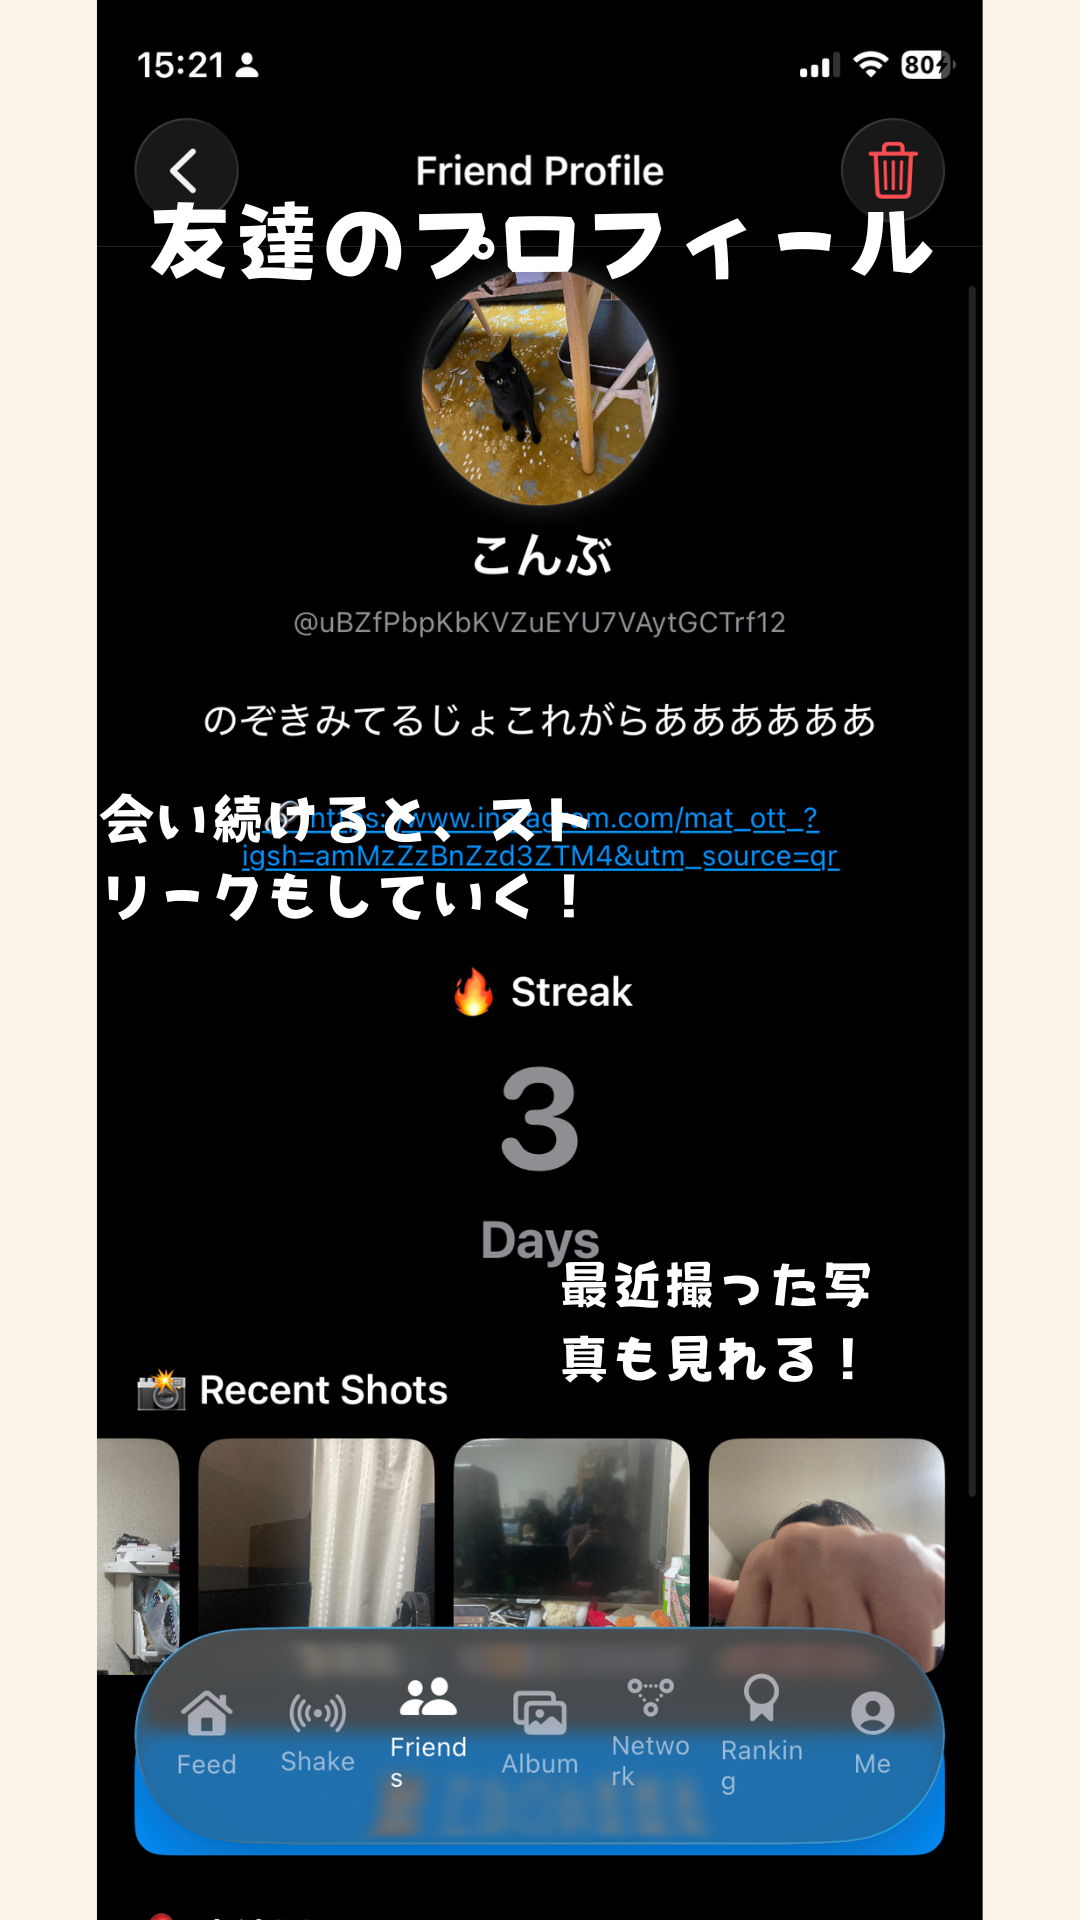 15:21
80
Friend Profile
友達のプロフィール
こんぶ
@uBZfPbpKbKVZuEYU7VAytGCTrf12
のぞきみてるじょこれがらああああああ
https://www.instagram.com/mat_ott_?
igsh=amMzZzBnZzd3ZTM4&utm_source=qr
会い続けると、スト
リークもしていく！
🔥 Streak
3
Days
最近撮った写
真も見れる！
📸 Recent Shots
Feed
Shake
Friend
s
Album
Netwo
rk
Rankin
g
Me